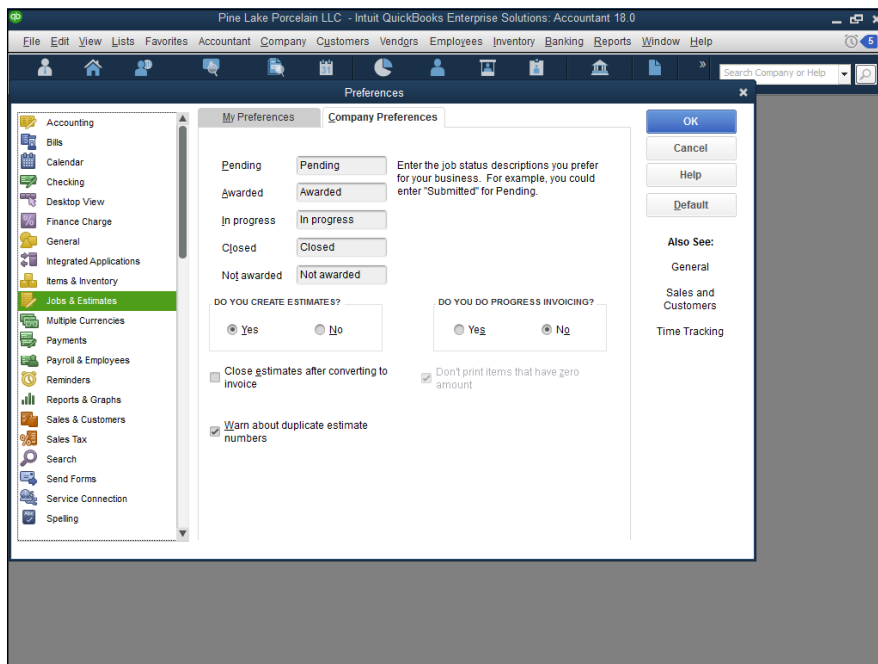 qb
Pine Lake Porcelain LLC - Intuit QuickBooks Enterprise Solutions: Accountant 18.0
File Edit View Lists Favorites Accountant Company Customers Vendors Employees Inventory Banking Reports Window Help
5
31
»
Search Company or Help
Preferences
Accounting
Bills
Calendar
Checking
Desktop View
Finance Charge
General
Integrated Applications
Items & Inventory
Jobs & Estimates
Multiple Currencies
Payments
Payroll & Employees
Reminders
Reports & Graphs
Sales & Customers
Sales Tax
Search
Send Forms
Service Connection
Spelling
My Preferences
Company Preferences
Pending Pending
Awarded Awarded
In progress In progress
Closed Closed
Not awarded Not awarded
Enter the job status descriptions you prefer
for your business. For example, you could
enter "Submitted" for Pending.
DO YOU CREATE ESTIMATES?
Yes No
DO YOU DO PROGRESS INVOICING?
Yes No
Close estimates after converting to
invoice
Don't print items that have zero
amount
Warn about duplicate estimate
numbers
OK
Cancel
Help
Default
Also See:
General
Sales and
Customers
Time Tracking